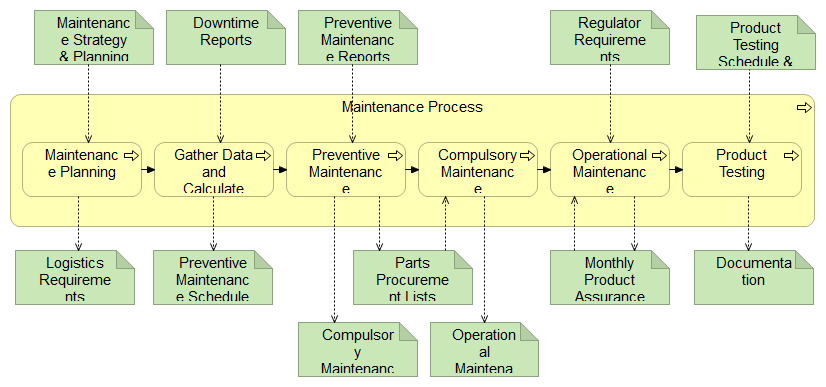 Maintenanc
e Strategy
& Planning
Downtime
Reports
Preventive
Maintenanc
e Reports
Regulator
Requireme
nts
Product
Testing
Schedule &
Maintenance Process
Maintenanc
e Planning
Gather Data
and
Calculate
Preventive
Maintenanc
e
Compulsory
Maintenanc
e
Operational
Maintenanc
e
Product
Testing
Logistics
Requireme
nts
Preventive
Maintenanc
e Schedule
Parts
Procureme
nt Lists
Monthly
Product
Assurance
Documenta
tion
Compulsor
y
Maintenanc
Operation
al
Maintena